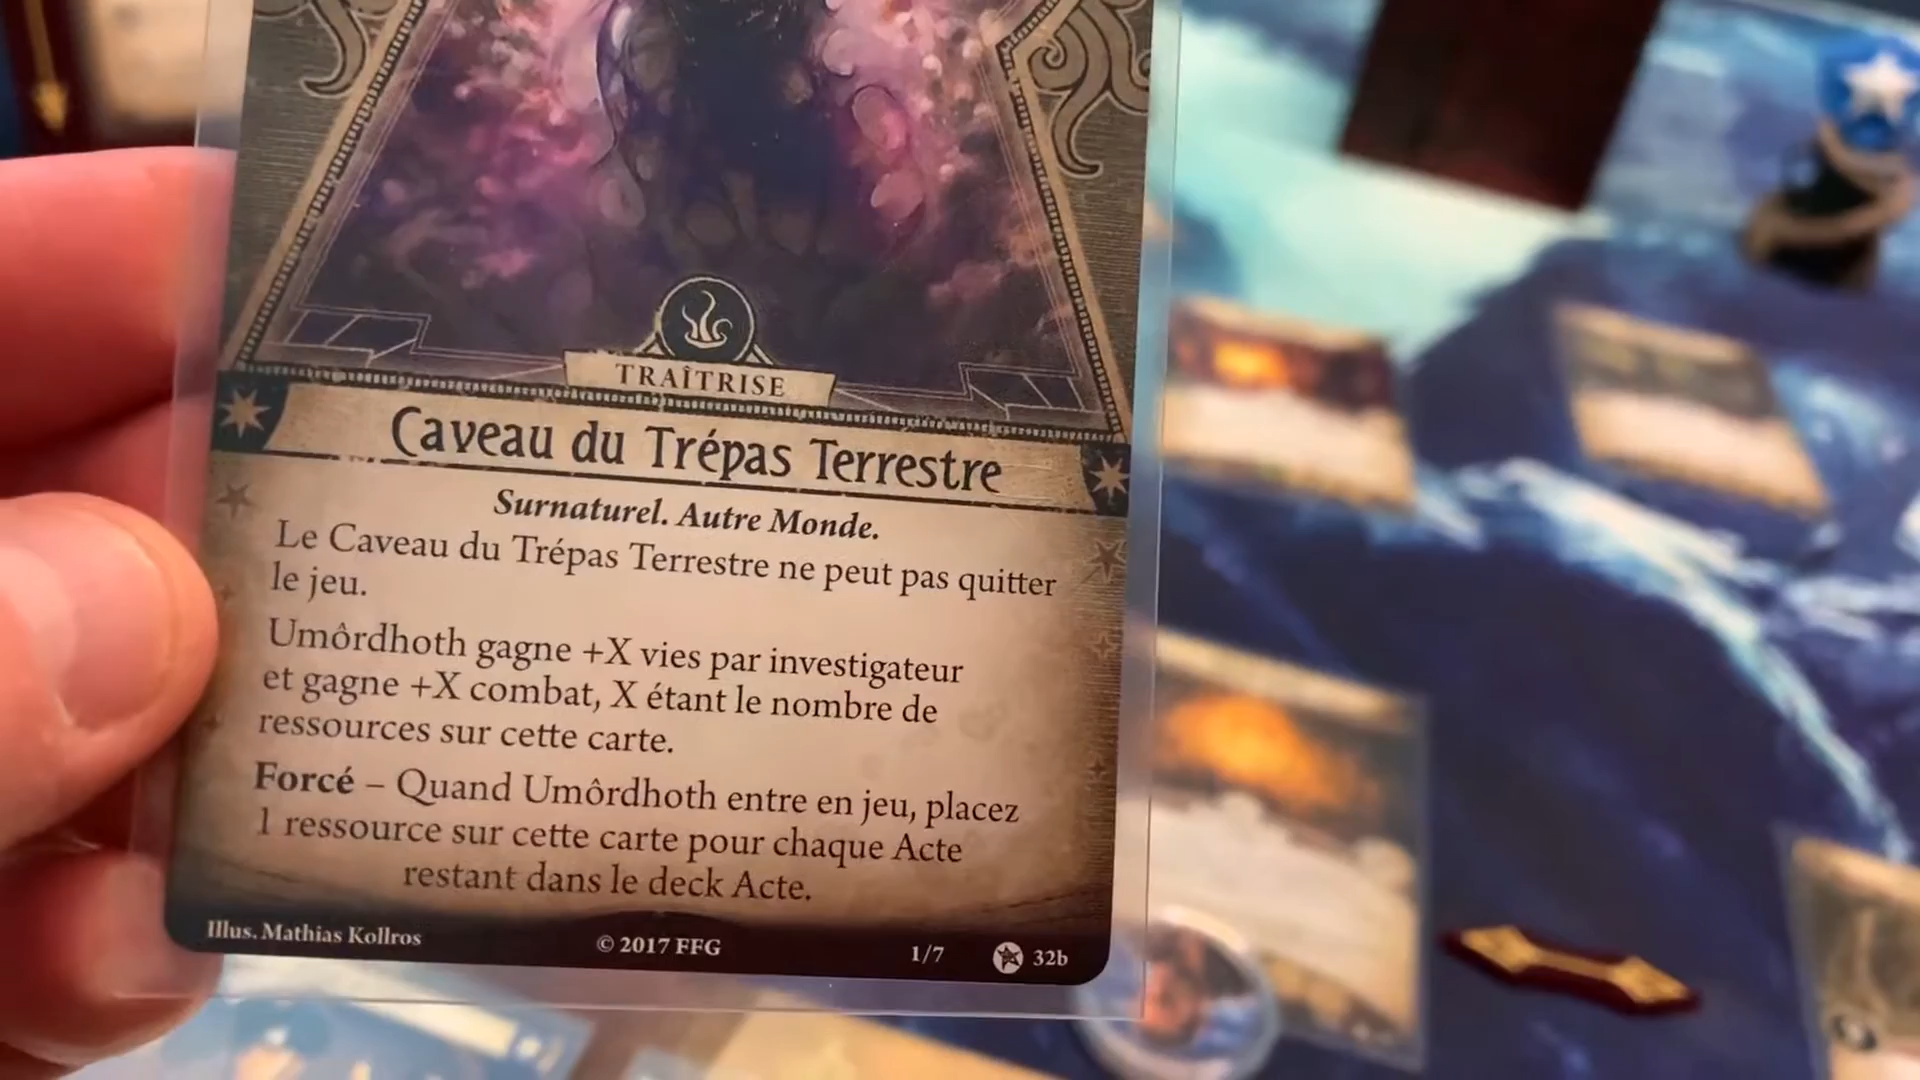 TRAÎTRISE
Caveau du Trépas Terrestre
Surnaturel. Autre Monde.
Le Caveau du Trépas Terrestre ne peut pas quitter
le jeu.
Umôrdhoth gagne +X vies par investigateur
et gagne +X combat, X étant le nombre de
ressources sur cette carte.
Forcé – Quand Umôrdhoth entre en jeu, placez
1 ressource sur cette carte pour chaque Acte
restant dans le deck Acte.
Illus. Mathias Kollros © 2017 FFG 1/7 32b